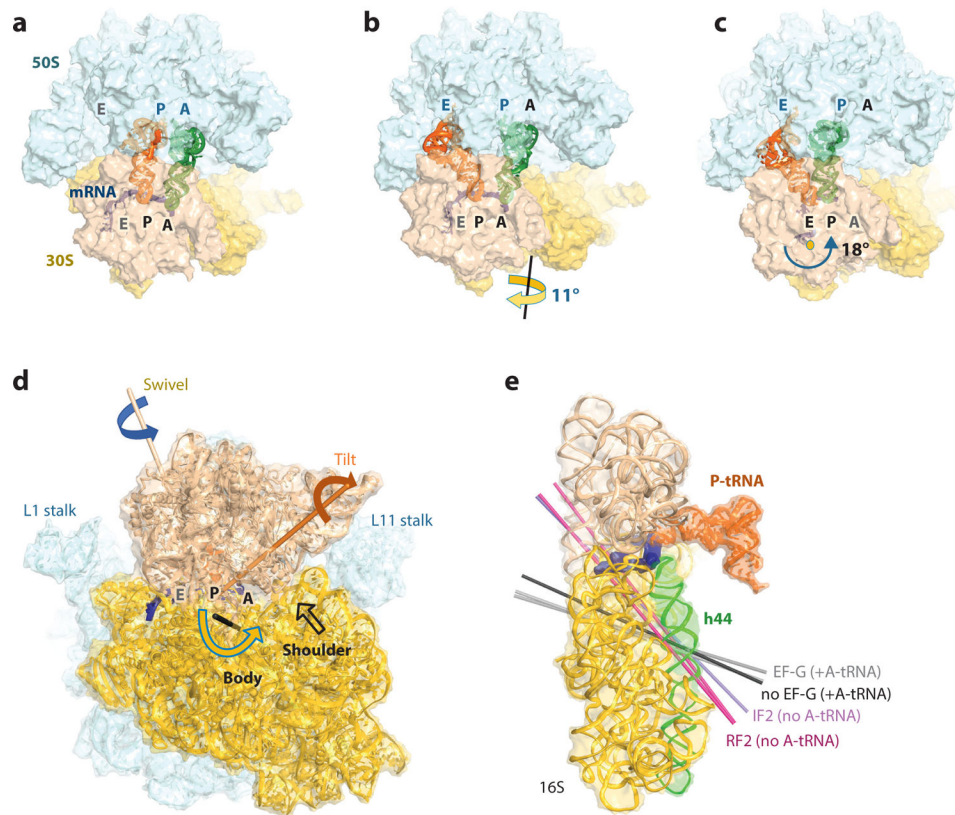 a
50S
E P A
mRNA
E P A
30S
b
E P A
E P A
11°
c
E P A
E P A
18°
d
Swivel
Tilt
L1 stalk
L11 stalk
E P A
Shoulder
Body
e
P-tRNA
h44
EF-G (+A-tRNA)
no EF-G (+A-tRNA)
IF2 (no A-tRNA)
RF2 (no A-tRNA)
16S